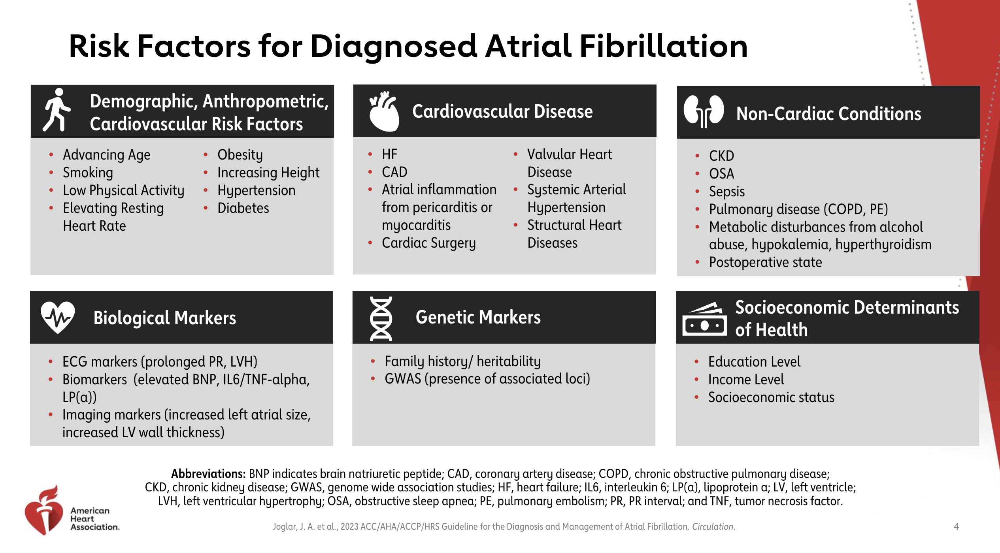 Risk Factors for Diagnosed Atrial Fibrillation
Demographic, Anthropometric,
Cardiovascular Risk Factors
• Advancing Age
• Smoking
• Low Physical Activity
• Elevating Resting
Heart Rate
• Obesity
• Increasing Height
• Hypertension
• Diabetes
Cardiovascular Disease
• HF
• CAD
• Atrial inflammation
from pericarditis or
myocarditis
• Cardiac Surgery
• Valvular Heart
Disease
• Systemic Arterial
Hypertension
• Structural Heart
Diseases
Non-Cardiac Conditions
• CKD
• OSA
• Sepsis
• Pulmonary disease (COPD, PE)
• Metabolic disturbances from alcohol
abuse, hypokalemia, hyperthyroidism
• Postoperative state
Biological Markers
• ECG markers (prolonged PR, LVH)
• Biomarkers  (elevated BNP, IL6/TNF-alpha,
LP(a))
• Imaging markers (increased left atrial size,
increased LV wall thickness)
Genetic Markers
• Family history/ heritability
• GWAS (presence of associated loci)
Socioeconomic Determinants
of Health
• Education Level
• Income Level
• Socioeconomic status
Abbreviations: BNP indicates brain natriuretic peptide; CAD, coronary artery disease; COPD, chronic obstructive pulmonary disease;
CKD, chronic kidney disease; GWAS, genome wide association studies; HF, heart failure; IL6, interleukin 6; LP(a), lipoprotein a; LV, left ventricle;
LVH, left ventricular hypertrophy; OSA, obstructive sleep apnea; PE, pulmonary embolism; PR, PR interval; and TNF, tumor necrosis factor.
American
Heart
Association.
Joglar, J. A. et al., 2023 ACC/AHA/ACCP/HRS Guideline for the Diagnosis and Management of Atrial Fibrillation. Circulation.
4